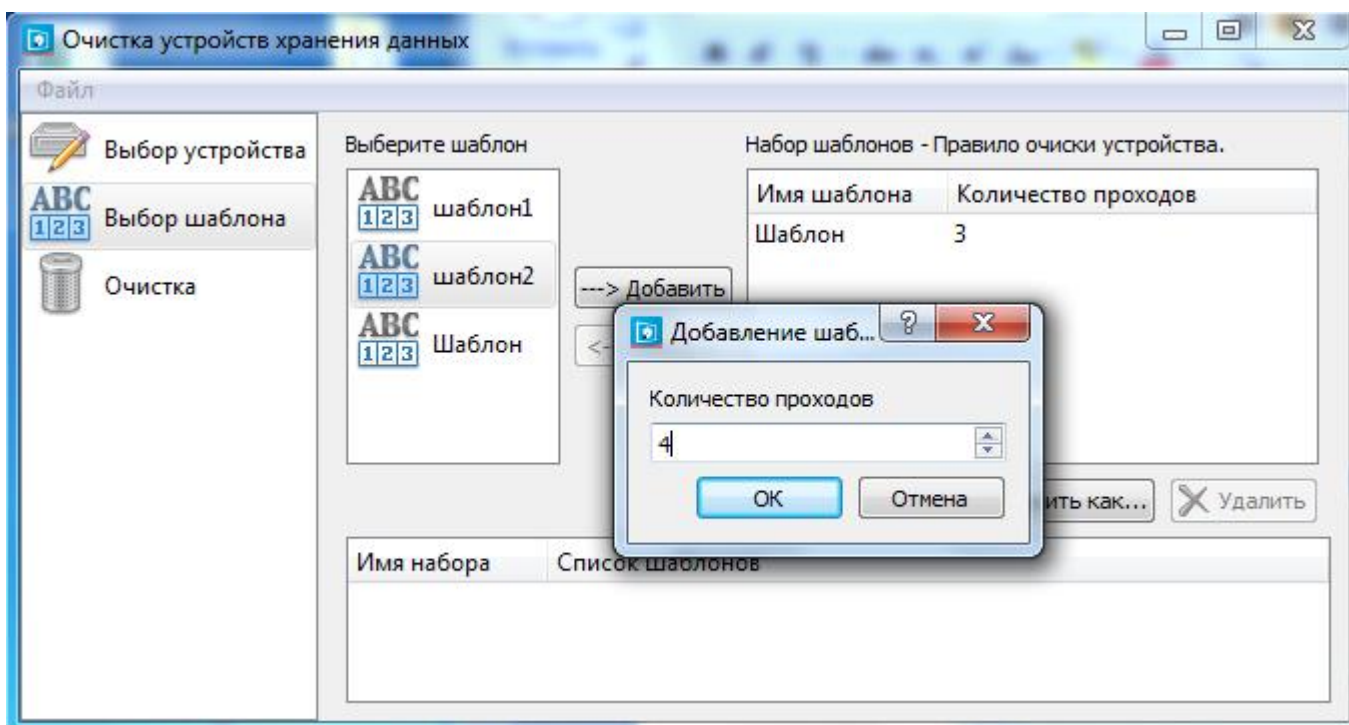 Очистка устройств хранения данных
Файл
Выбор устройства
Выбор шаблона
Очистка
Выберите шаблон
ABC 123 шаблон1
ABC 123 шаблон2
ABC 123 Шаблон
---> Добавить
<-
Набор шаблонов - Правило очиски устройства.
Имя шаблона Количество проходов
Шаблон 3
Добавление шаб...
Количество проходов
4
OK Отмена
ить как... Удалить
Имя набора Список шаблонов